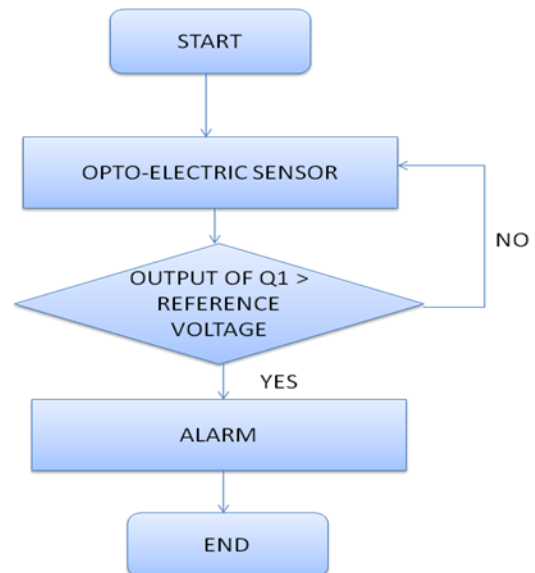 START
OPTO-ELECTRIC SENSOR
NO
OUTPUT OF Q1 >
REFERENCE
VOLTAGE
YES
ALARM
END